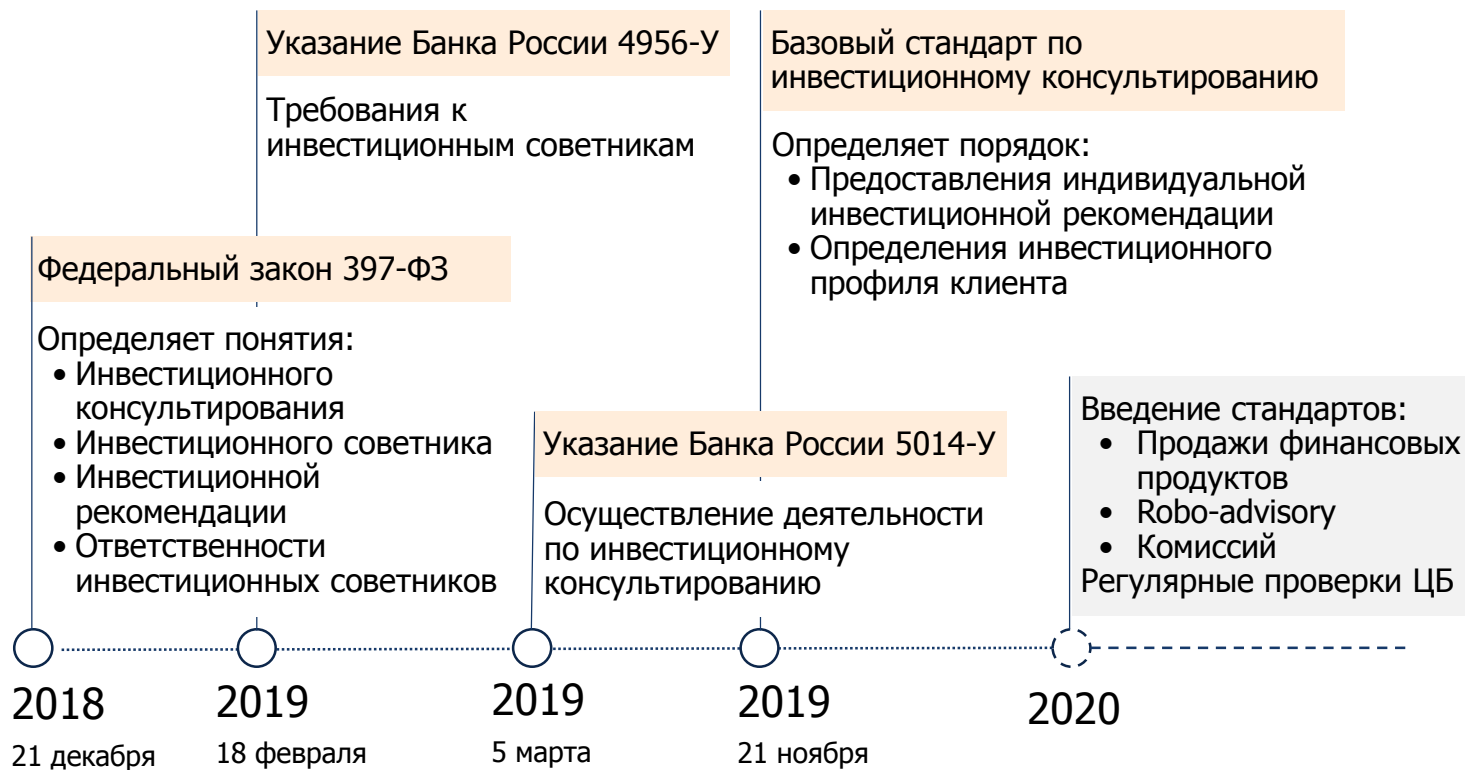 Указание Банка России 4956-У
Требования к
инвестиционным советникам
Базовый стандарт по
инвестиционному консультированию
Определяет порядок:
• Предоставления индивидуальной
инвестиционной рекомендации
• Определения инвестиционного
профиля клиента
Федеральный закон 397-ФЗ
Определяет понятия:
• Инвестиционного
консультирования
• Инвестиционного советника
• Инвестиционной
рекомендации
• Ответственности
инвестиционных советников
Указание Банка России 5014-У
Осуществление деятельности
по инвестиционному
консультированию
Введение стандартов:
• Продажи финансовых
продуктов
• Robo-advisory
• Комиссий
Регулярные проверки ЦБ
2018
21 декабря
2019
18 февраля
2019
5 марта
2019
21 ноября
2020